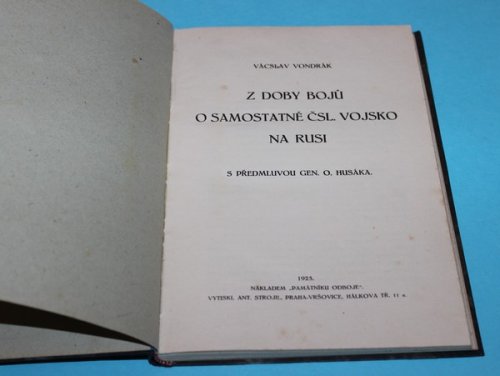 VÁCSLAV VONDRÁK
Z DOBY BOJŮ
O SAMOSTATNÉ ČSL. VOJSKO
NA RUSI
S PŘEDMLUVOU GEN. O. HUSÁKA.
1925.
NÁKLADEM „PAMÁTNÍKU ODBOJE".
VYTISKL ANT. STROJIL, PRAHA-VRŠOVICE, HÁLKOVA TŘ. 11